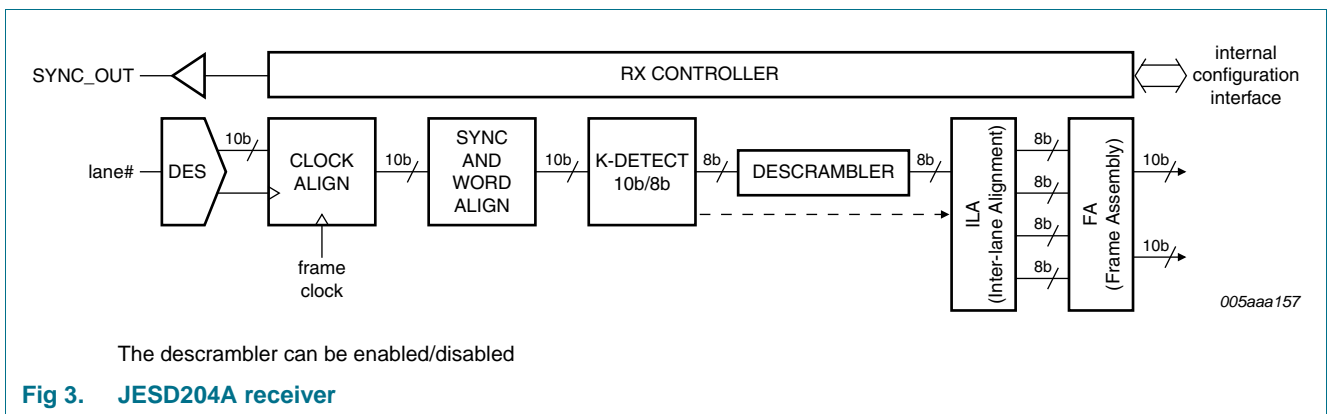 SYNC_OUT
RX CONTROLLER
internal
configuration
interface
lane#
DES
10b
CLOCK
ALIGN
frame
clock
10b
SYNC
AND
WORD
ALIGN
10b
K-DETECT
10b/8b
8b
DESCRAMBLER
8b
ILA
(Inter-lane Alignment)
8b
8b
8b
8b
FA
(Frame Assembly)
10b
10b
005aaa157
The descrambler can be enabled/disabled
Fig 3. JESD204A receiver